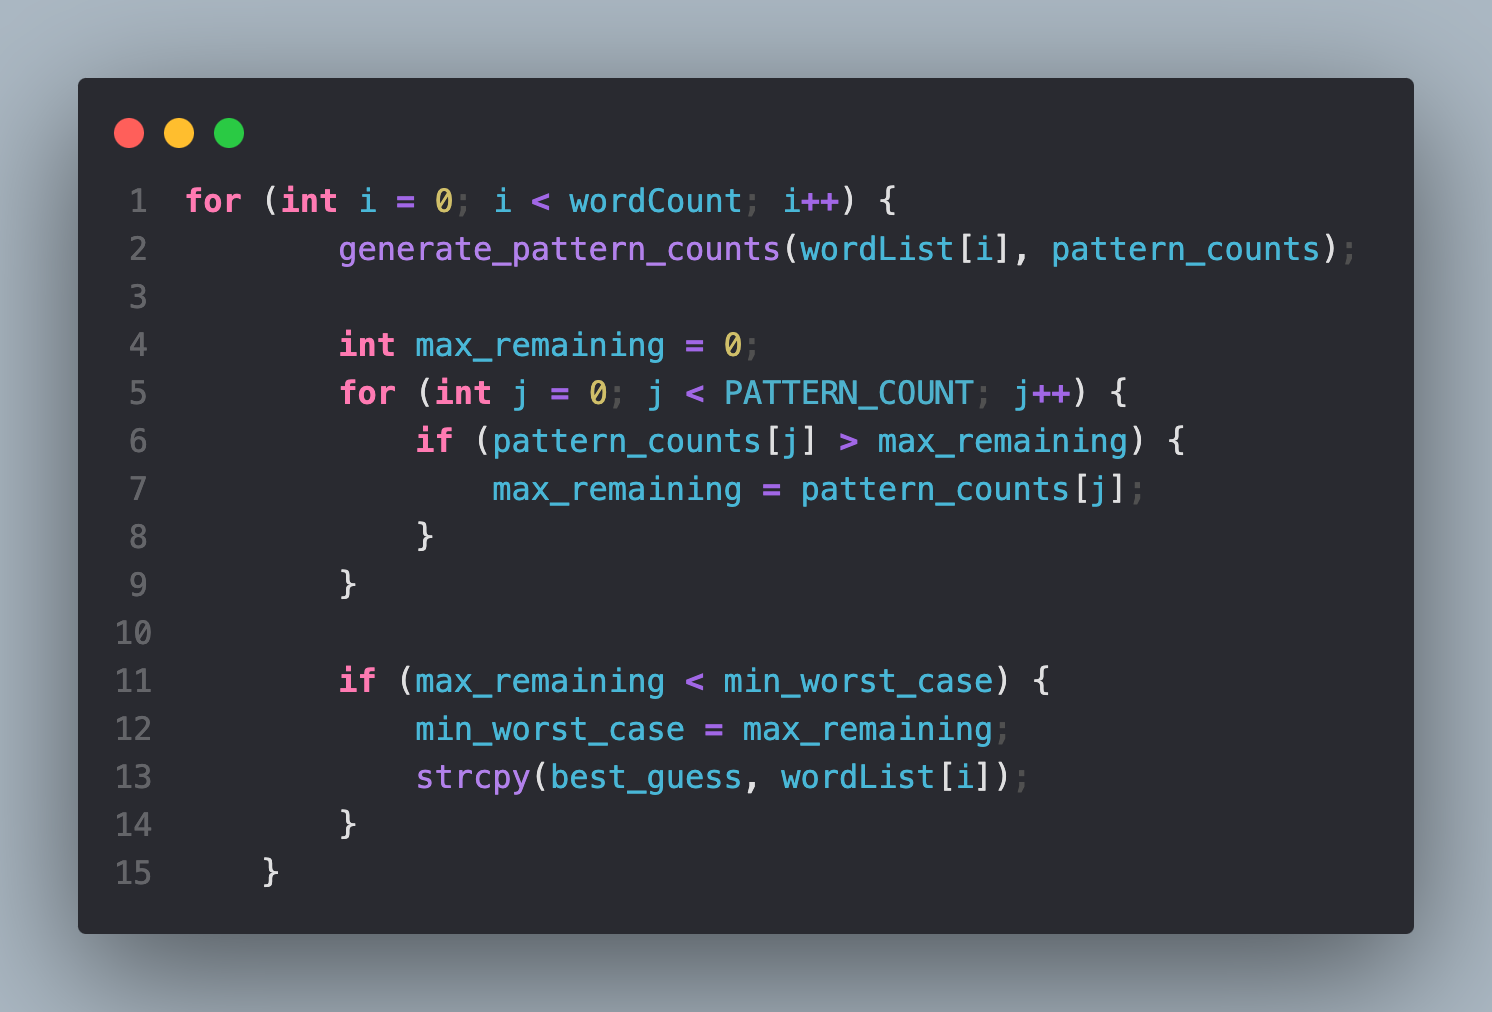 1 for (int i = 0; i < wordCount; i++) {
2         generate_pattern_counts(wordList[i], pattern_counts);
3
4         int max_remaining = 0;
5         for (int j = 0; j < PATTERN_COUNT; j++) {
6             if (pattern_counts[j] > max_remaining) {
7                 max_remaining = pattern_counts[j];
8             }
9         }
10
11         if (max_remaining < min_worst_case) {
12             min_worst_case = max_remaining;
13             strcpy(best_guess, wordList[i]);
14         }
15     }